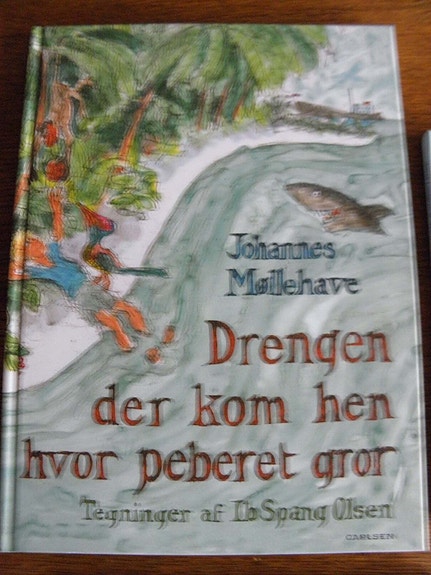 Johannes
Møllehave
Drengen
der kom hen
hvor peberet gror
Tegninger af Ib Spang Olsen
CARLSEN